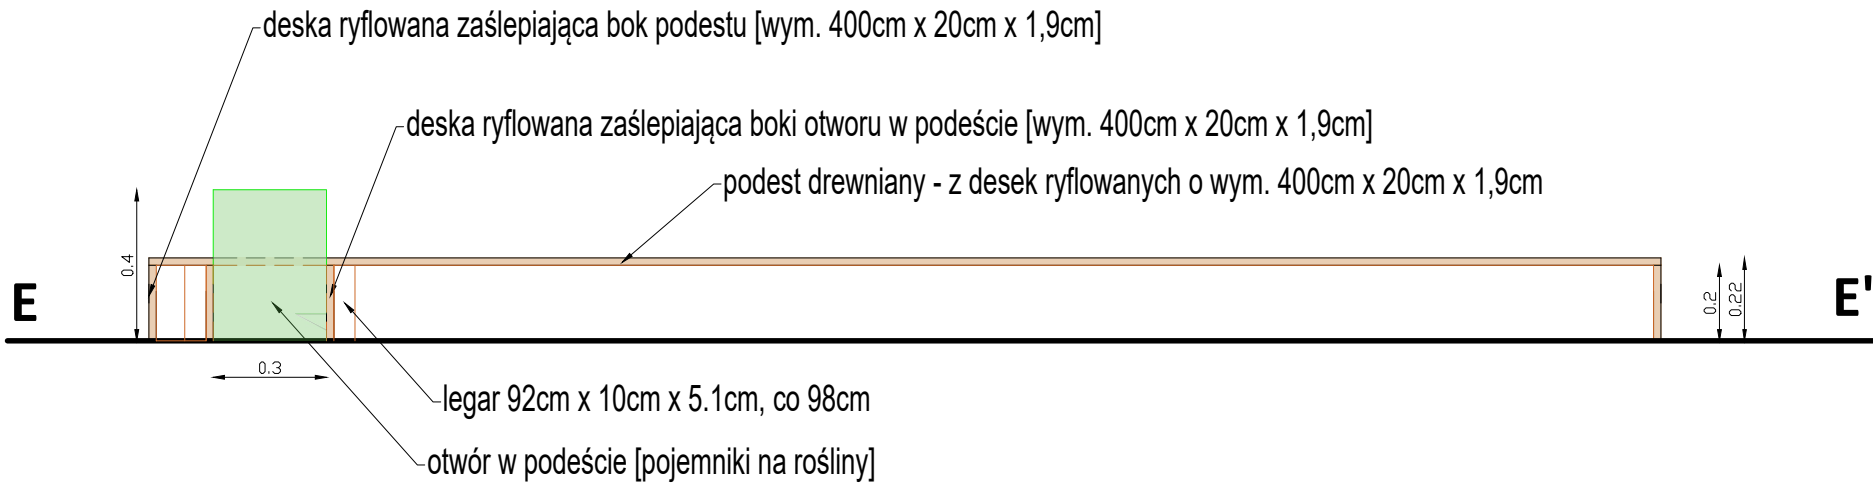 deska ryflowana zaślepiająca bok podestu [wym. 400cm x 20cm x 1,9cm]
deska ryflowana zaślepiająca boki otworu w podeście [wym. 400cm x 20cm x 1,9cm]
podest drewniany - z desek ryflowanych o wym. 400cm x 20cm x 1,9cm
0.4
E
0.2
0.22
E'
0.3
legar 92cm x 10cm x 5.1cm, co 98cm
otwór w podeście [pojemniki na rośliny]